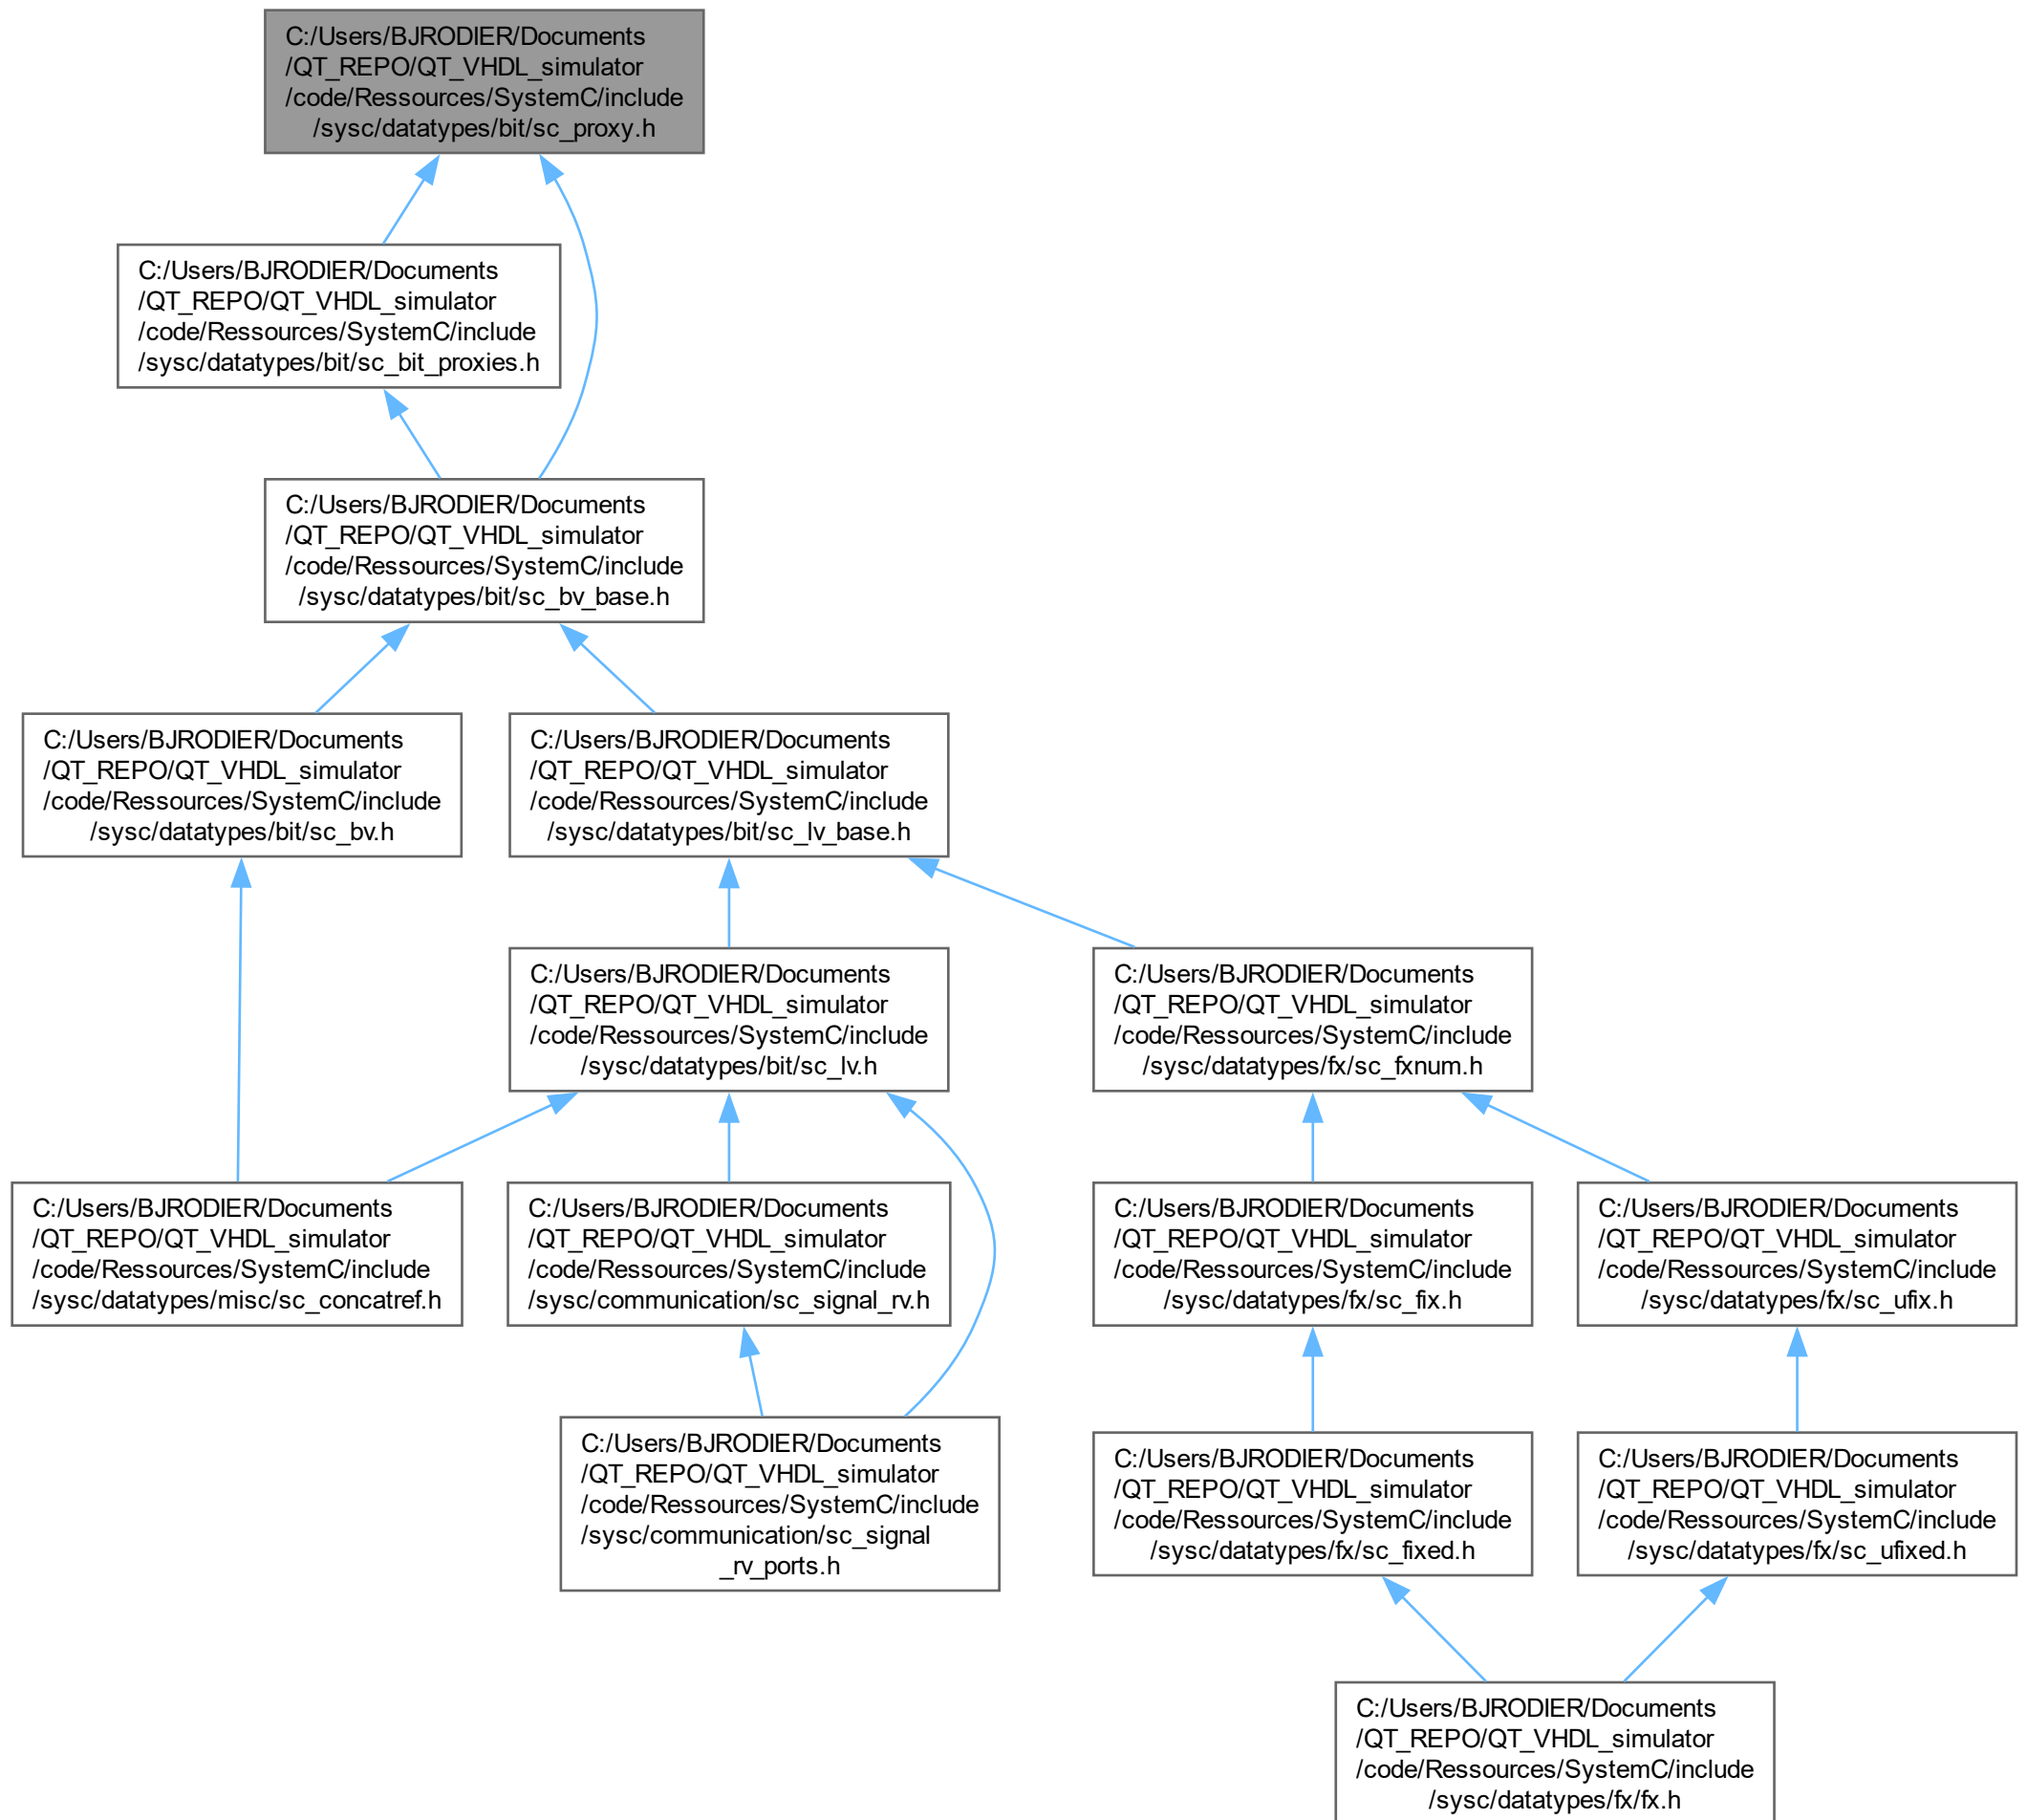 C:/Users/BJRODIER/Documents
/QT_REPO/QT_VHDL_simulator
/code/Ressources/SystemC/include
/sysc/datatypes/bit/sc_proxy.h
C:/Users/BJRODIER/Documents
/QT_REPO/QT_VHDL_simulator
/code/Ressources/SystemC/include
/sysc/datatypes/bit/sc_bit_proxies.h
C:/Users/BJRODIER/Documents
/QT_REPO/QT_VHDL_simulator
/code/Ressources/SystemC/include
/sysc/datatypes/bit/sc_bv_base.h
C:/Users/BJRODIER/Documents
/QT_REPO/QT_VHDL_simulator
/code/Ressources/SystemC/include
/sysc/datatypes/bit/sc_bv.h
C:/Users/BJRODIER/Documents
/QT_REPO/QT_VHDL_simulator
/code/Ressources/SystemC/include
/sysc/datatypes/bit/sc_lv_base.h
C:/Users/BJRODIER/Documents
/QT_REPO/QT_VHDL_simulator
/code/Ressources/SystemC/include
/sysc/datatypes/bit/sc_lv.h
C:/Users/BJRODIER/Documents
/QT_REPO/QT_VHDL_simulator
/code/Ressources/SystemC/include
/sysc/datatypes/fx/sc_fxnum.h
C:/Users/BJRODIER/Documents
/QT_REPO/QT_VHDL_simulator
/code/Ressources/SystemC/include
/sysc/datatypes/misc/sc_concatref.h
C:/Users/BJRODIER/Documents
/QT_REPO/QT_VHDL_simulator
/code/Ressources/SystemC/include
/sysc/communication/sc_signal_rv.h
C:/Users/BJRODIER/Documents
/QT_REPO/QT_VHDL_simulator
/code/Ressources/SystemC/include
/sysc/datatypes/fx/sc_fix.h
C:/Users/BJRODIER/Documents
/QT_REPO/QT_VHDL_simulator
/code/Ressources/SystemC/include
/sysc/datatypes/fx/sc_ufix.h
C:/Users/BJRODIER/Documents
/QT_REPO/QT_VHDL_simulator
/code/Ressources/SystemC/include
/sysc/communication/sc_signal
_rv_ports.h
C:/Users/BJRODIER/Documents
/QT_REPO/QT_VHDL_simulator
/code/Ressources/SystemC/include
/sysc/datatypes/fx/sc_fixed.h
C:/Users/BJRODIER/Documents
/QT_REPO/QT_VHDL_simulator
/code/Ressources/SystemC/include
/sysc/datatypes/fx/sc_ufixed.h
C:/Users/BJRODIER/Documents
/QT_REPO/QT_VHDL_simulator
/code/Ressources/SystemC/include
/sysc/datatypes/fx/fx.h